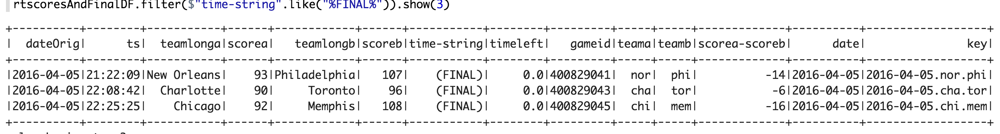 rtscoresAndFinalDF.filter($"time-string".like("%FINAL%")).show(3)
+----------+--------+-----------+------+------------+------+-----------+--------+---------+-----+-----+-------------+----------+------------------+
|  dateOrig|      ts|  teamlonga|scorea|   teamlongb|scoreb|time-string|timeleft|   gameid|teama|teamb|scorea-scoreb|      date|               key|
+----------+--------+-----------+------+------------+------+-----------+--------+---------+-----+-----+-------------+----------+------------------+
|2016-04-05|21:22:09|New Orleans|    93|Philadelphia|   107|    (FINAL)|     0.0|400829041|  nor|  phi|          -14|2016-04-05|2016-04-05.nor.phi|
|2016-04-05|22:08:42|  Charlotte|    90|     Toronto|    96|    (FINAL)|     0.0|400829043|  cha|  tor|           -6|2016-04-05|2016-04-05.cha.tor|
|2016-04-05|22:25:25|    Chicago|    92|     Memphis|   108|    (FINAL)|     0.0|400829045|  chi|  mem|          -16|2016-04-05|2016-04-05.chi.mem|
+----------+--------+-----------+------+------------+------+-----------+--------+---------+-----+-----+-------------+----------+------------------+